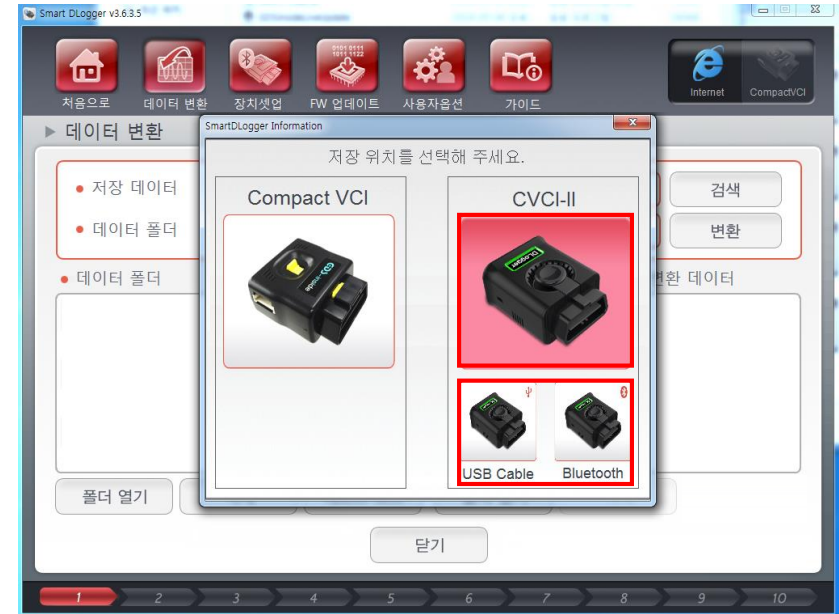 Smart DLogger v3.6.3.5
0101 0111
1011 1122
처음으로
데이터 변환
장치셋업
FW 업데이트
사용자옵션
가이드
Internet
CompactVCI
데이터 변환
SmartDLogger Information
저장 위치를 선택해 주세요.
저장 데이터
Compact VCI
CVCI-II
검색
데이터 폴더
변환
데이터 폴더
변환 데이터
DLogger
USB Cable
Bluetooth
폴더 열기
닫기
1 2 3 4 5 6 7 8 9 10